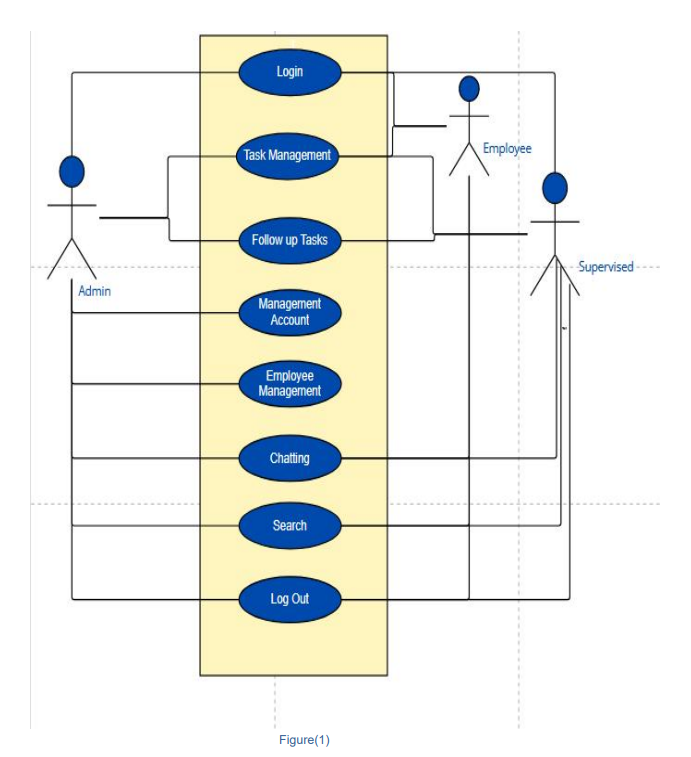 Login
Employee
Task Management
Follow up Tasks
Supervised
Admin
Management
Account
Employee
Management
Chatting
Search
Log Out
Figure(1)